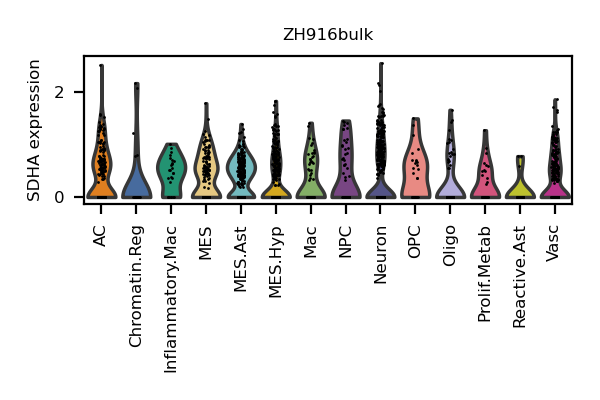 ZH916bulk
SDHA expression
2
0
AC
Chromatin.Reg
Inflammatory.Mac
MES
MES.Ast
MES.Hyp
Mac
NPC
Neuron
OPC
Oligo
Prolif.Metab
Reactive.Ast
Vasc